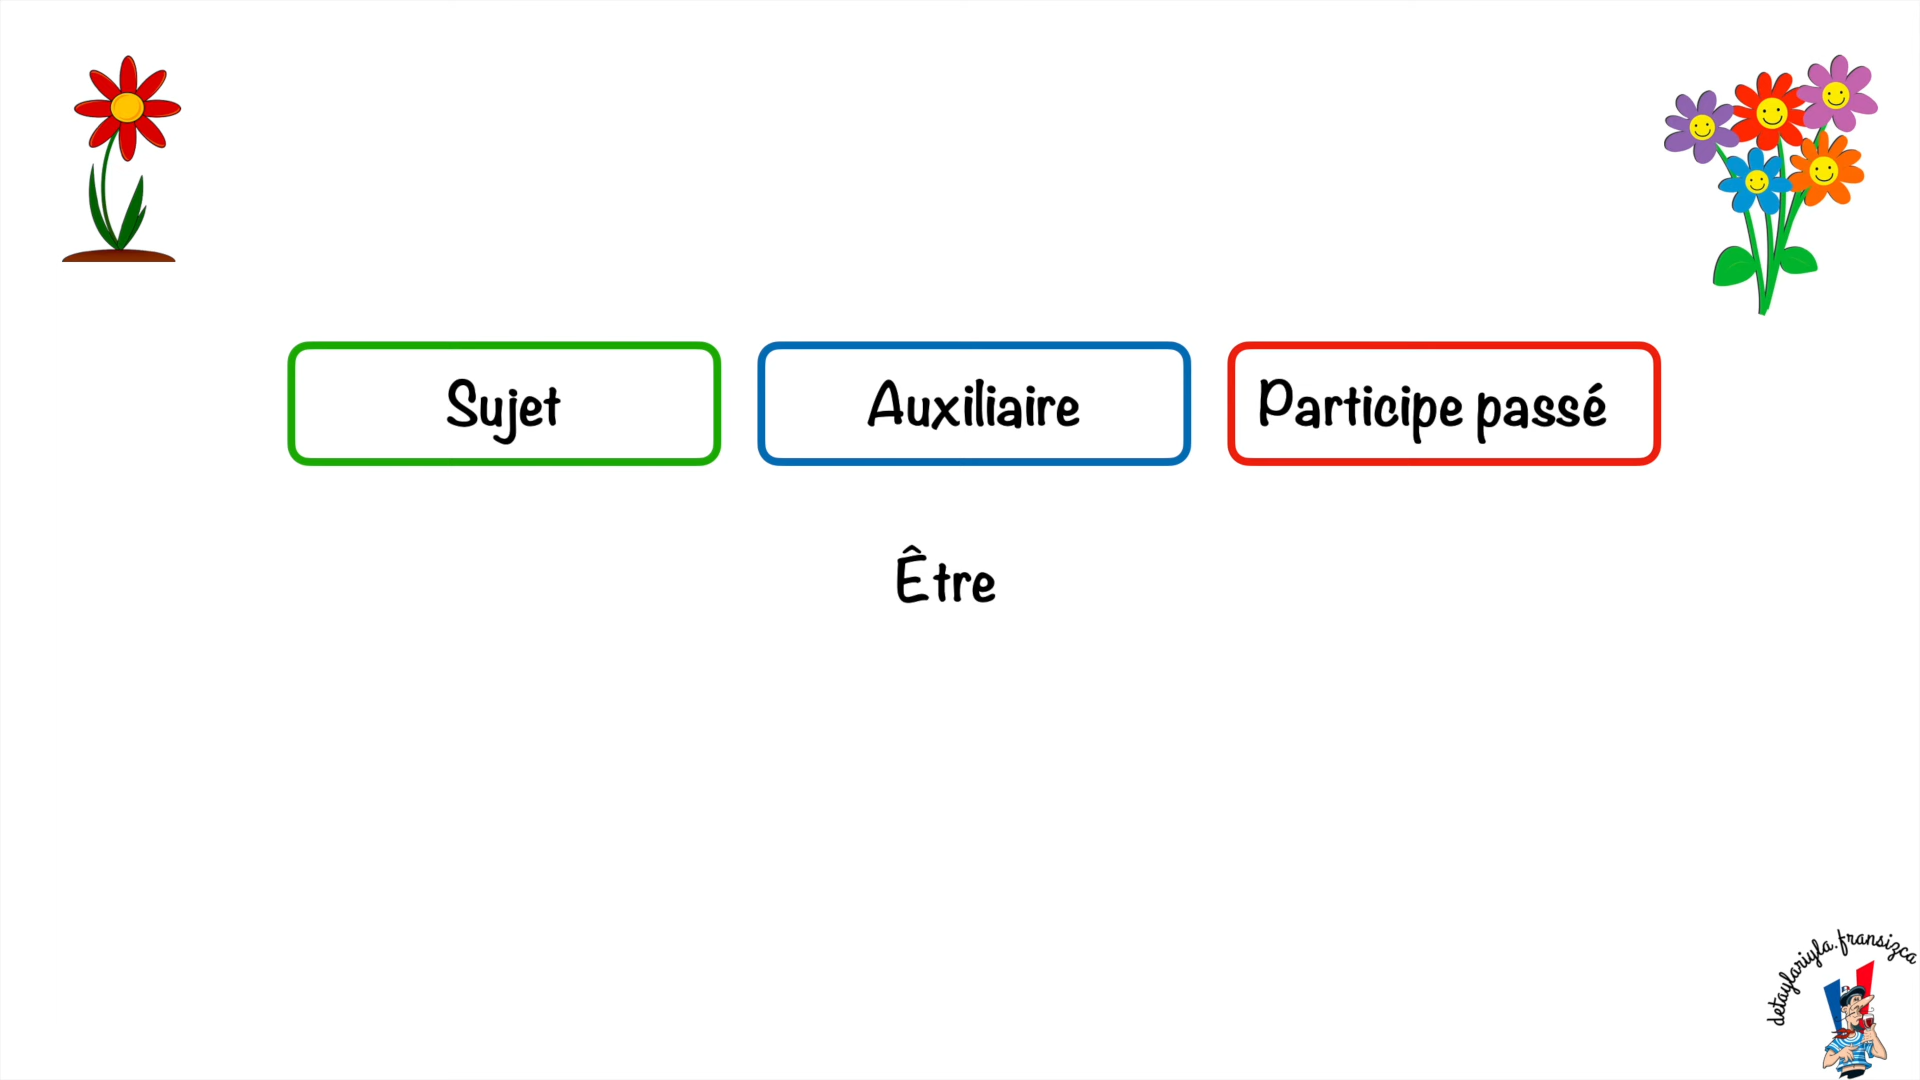 Sujet
Auxiliaire
Participe passé
Être
detaylariyla.fransizca